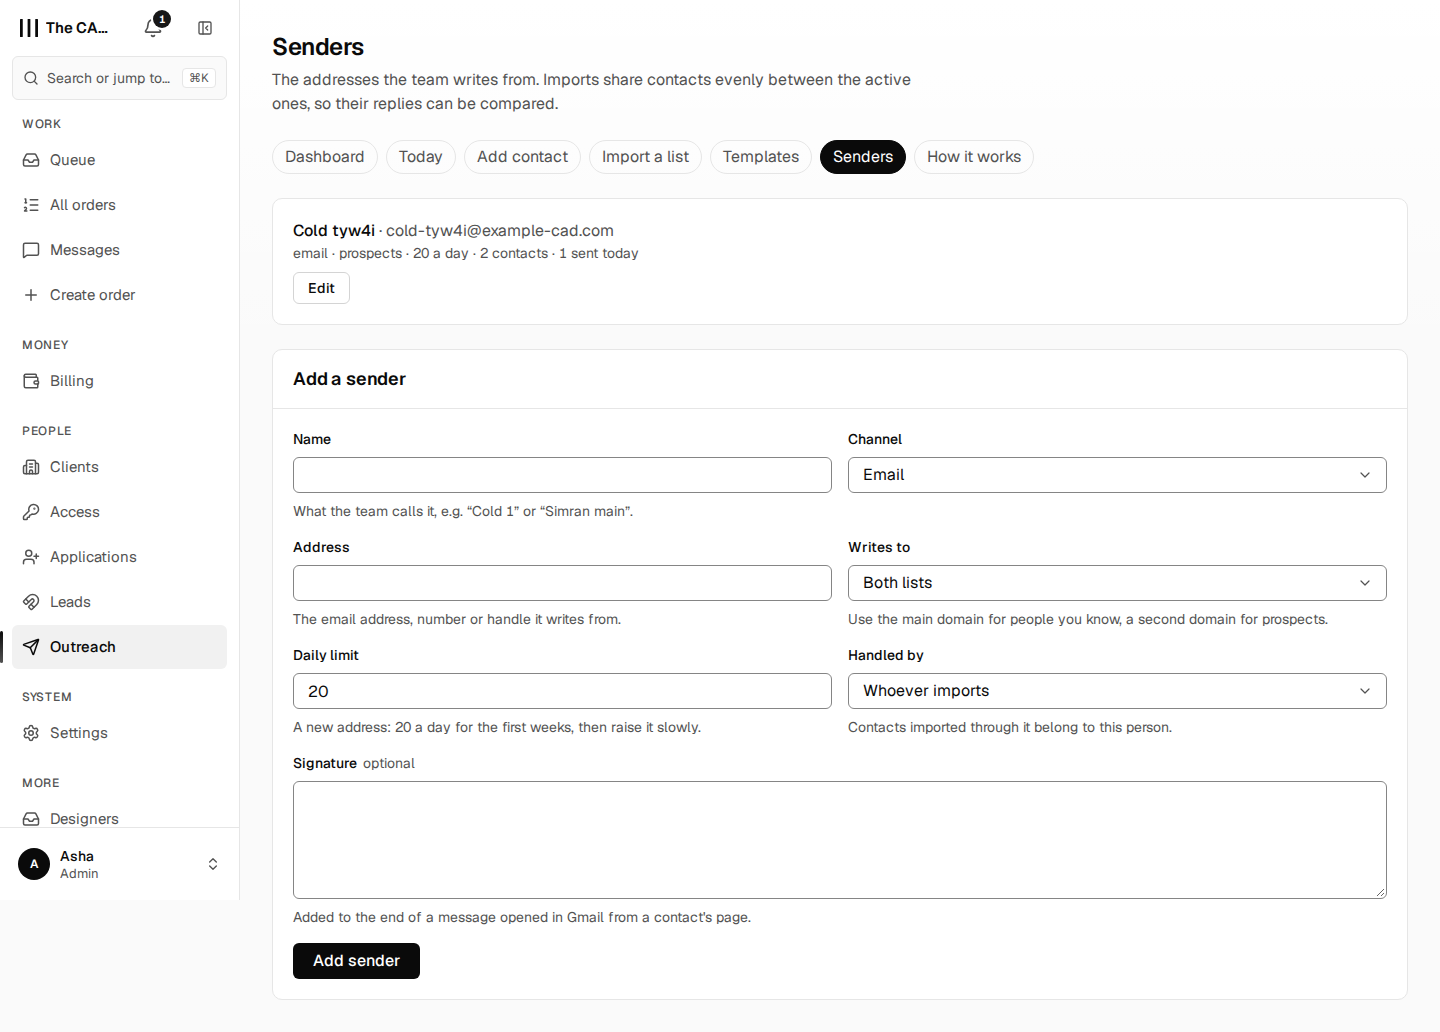 The CA...
1
Search or jump to... ⌘K
WORK
Queue
All orders
Messages
Create order
MONEY
Billing
PEOPLE
Clients
Access
Applications
Leads
Outreach
SYSTEM
Settings
MORE
Designers
A
Asha
Admin
Senders
The addresses the team writes from. Imports share contacts evenly between the active
ones, so their replies can be compared.
Dashboard Today Add contact Import a list Templates Senders How it works
Cold tyw4i · cold-tyw4i@example-cad.com
email · prospects · 20 a day · 2 contacts · 1 sent today
Edit
Add a sender
Name Channel
Email
What the team calls it, e.g. “Cold 1” or “Simran main”.
Address Writes to
Both lists
The email address, number or handle it writes from. Use the main domain for people you know, a second domain for prospects.
Daily limit Handled by
20 Whoever imports
A new address: 20 a day for the first weeks, then raise it slowly. Contacts imported through it belong to this person.
Signature optional
Added to the end of a message opened in Gmail from a contact's page.
Add sender